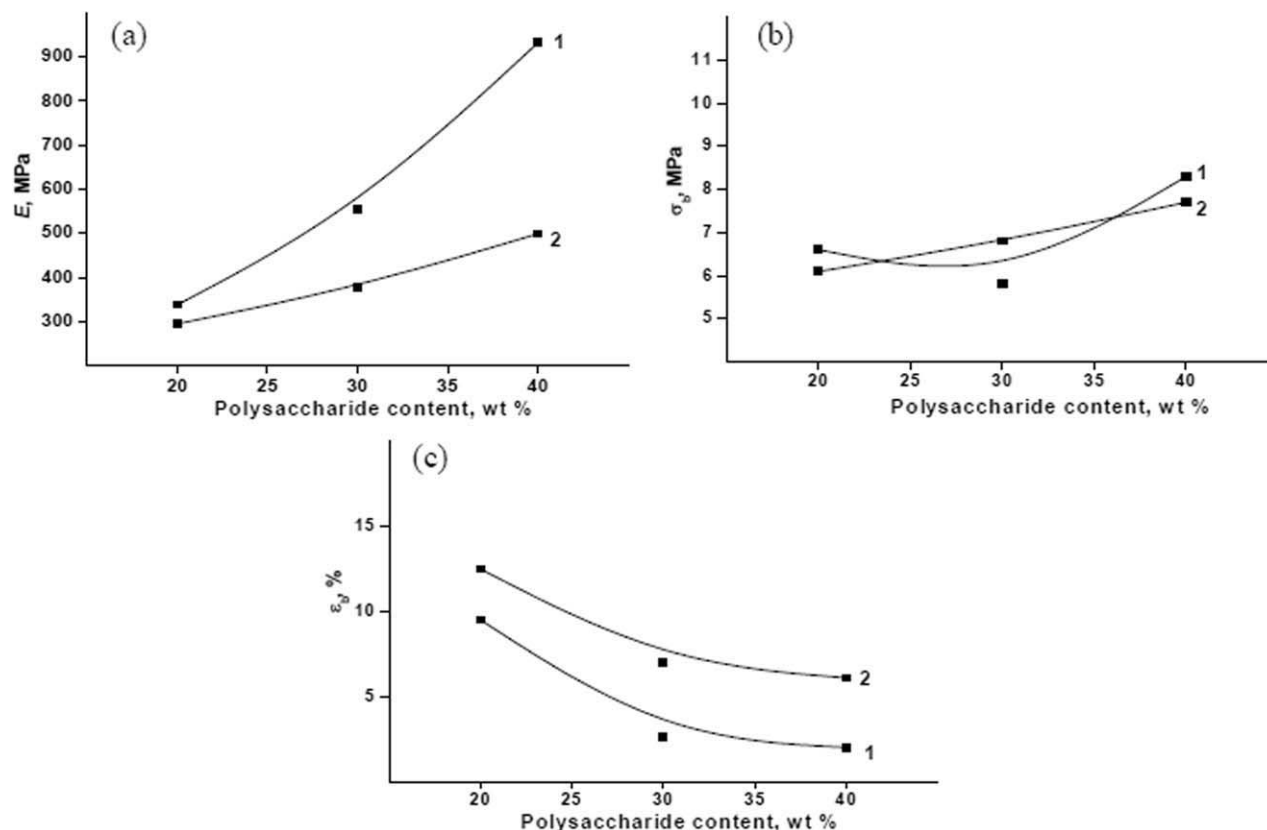 (a)
900
800
700
600
500
400
300
E, MPa
1
2
20 25 30 35 40
Polysaccharide content, wt %
(b)
11
10
9
8
7
6
5
σb, MPa
1
2
20 25 30 35 40
Polysaccharide content, wt %
(c)
15
10
5
εb, %
2
1
20 25 30 35 40
Polysaccharide content, wt %